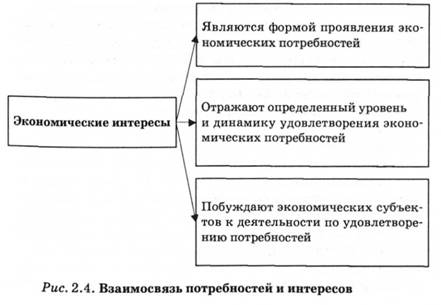 Являются формой проявления эко-
номических потребностей
Экономические интересы
Отражают определенный уровень
и динамику удовлетворения эконо-
мических потребностей
Побуждают экономических субъек-
тов к деятельности по удовлетворе-
нию потребностей
Рис. 2.4. Взаимосвязь потребностей и интересов